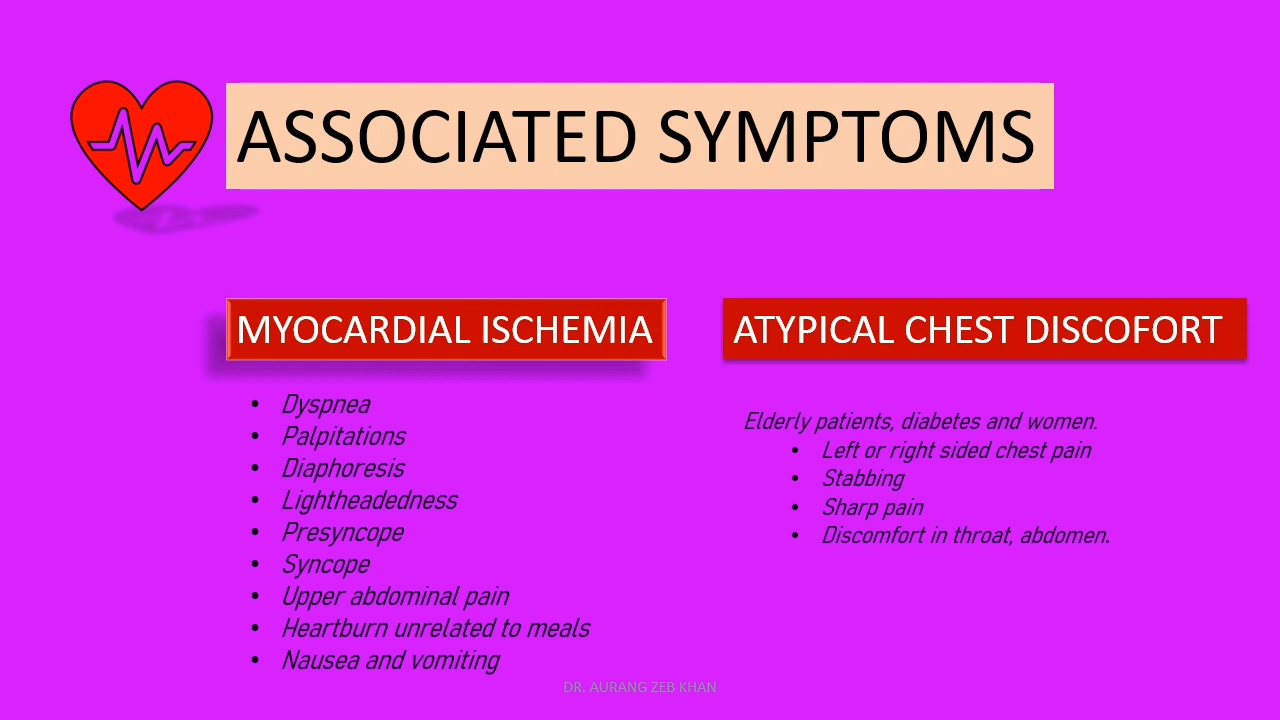 ASSOCIATED SYMPTOMS
MYOCARDIAL ISCHEMIA
• Dyspnea
• Palpitations
• Diaphoresis
• Lightheadedness
• Presyncope
• Syncope
• Upper abdominal pain
• Heartburn unrelated to meals
• Nausea and vomiting
ATYPICAL CHEST DISCOFORT
Elderly patients, diabetes and women.
• Left or right sided chest pain
• Stabbing
• Sharp pain
• Discomfort in throat, abdomen.
DR. AURANG ZEB KHAN